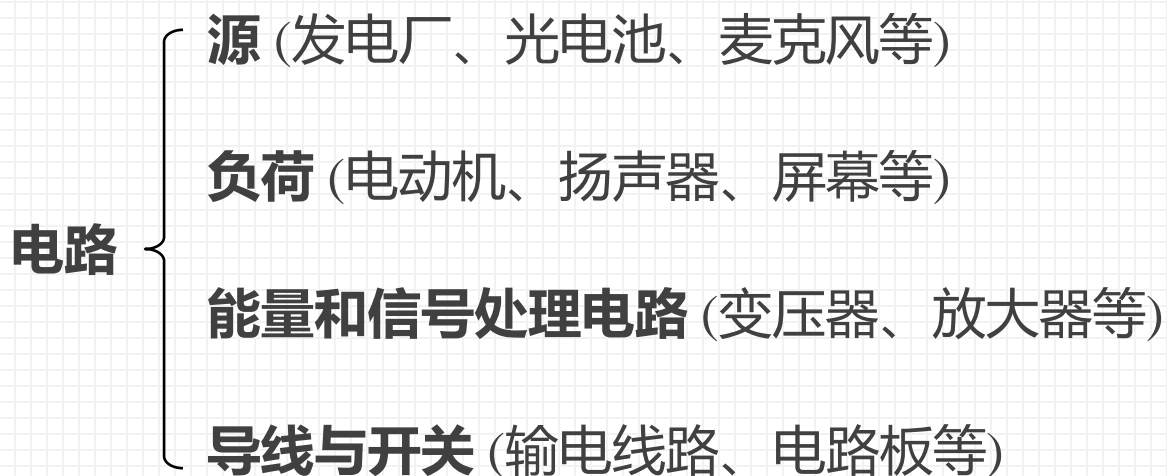 源 (发电厂、光电池、麦克风等)
负荷 (电动机、扬声器、屏幕等)
电路
能量和信号处理电路 (变压器、放大器等)
导线与开关 (输电线路、电路板等)